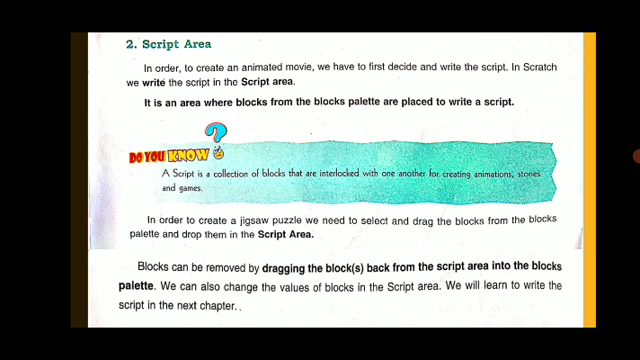 2. Script Area
In order, to create an animated movie, we have to first decide and write the script. In Scratch
we write the script in the Script area.
It is an area where blocks from the blocks palette are placed to write a script.
DO YOU KNOW ?
A Script is a collection of blocks that are interlocked with one another for creating animations, stories
and games.
In order to create a jigsaw puzzle we need to select and drag the blocks from the blocks
palette and drop them in the Script Area.
Blocks can be removed by dragging the block(s) back from the script area into the blocks
palette. We can also change the values of blocks in the Script area. We will learn to write the
script in the next chapter. .